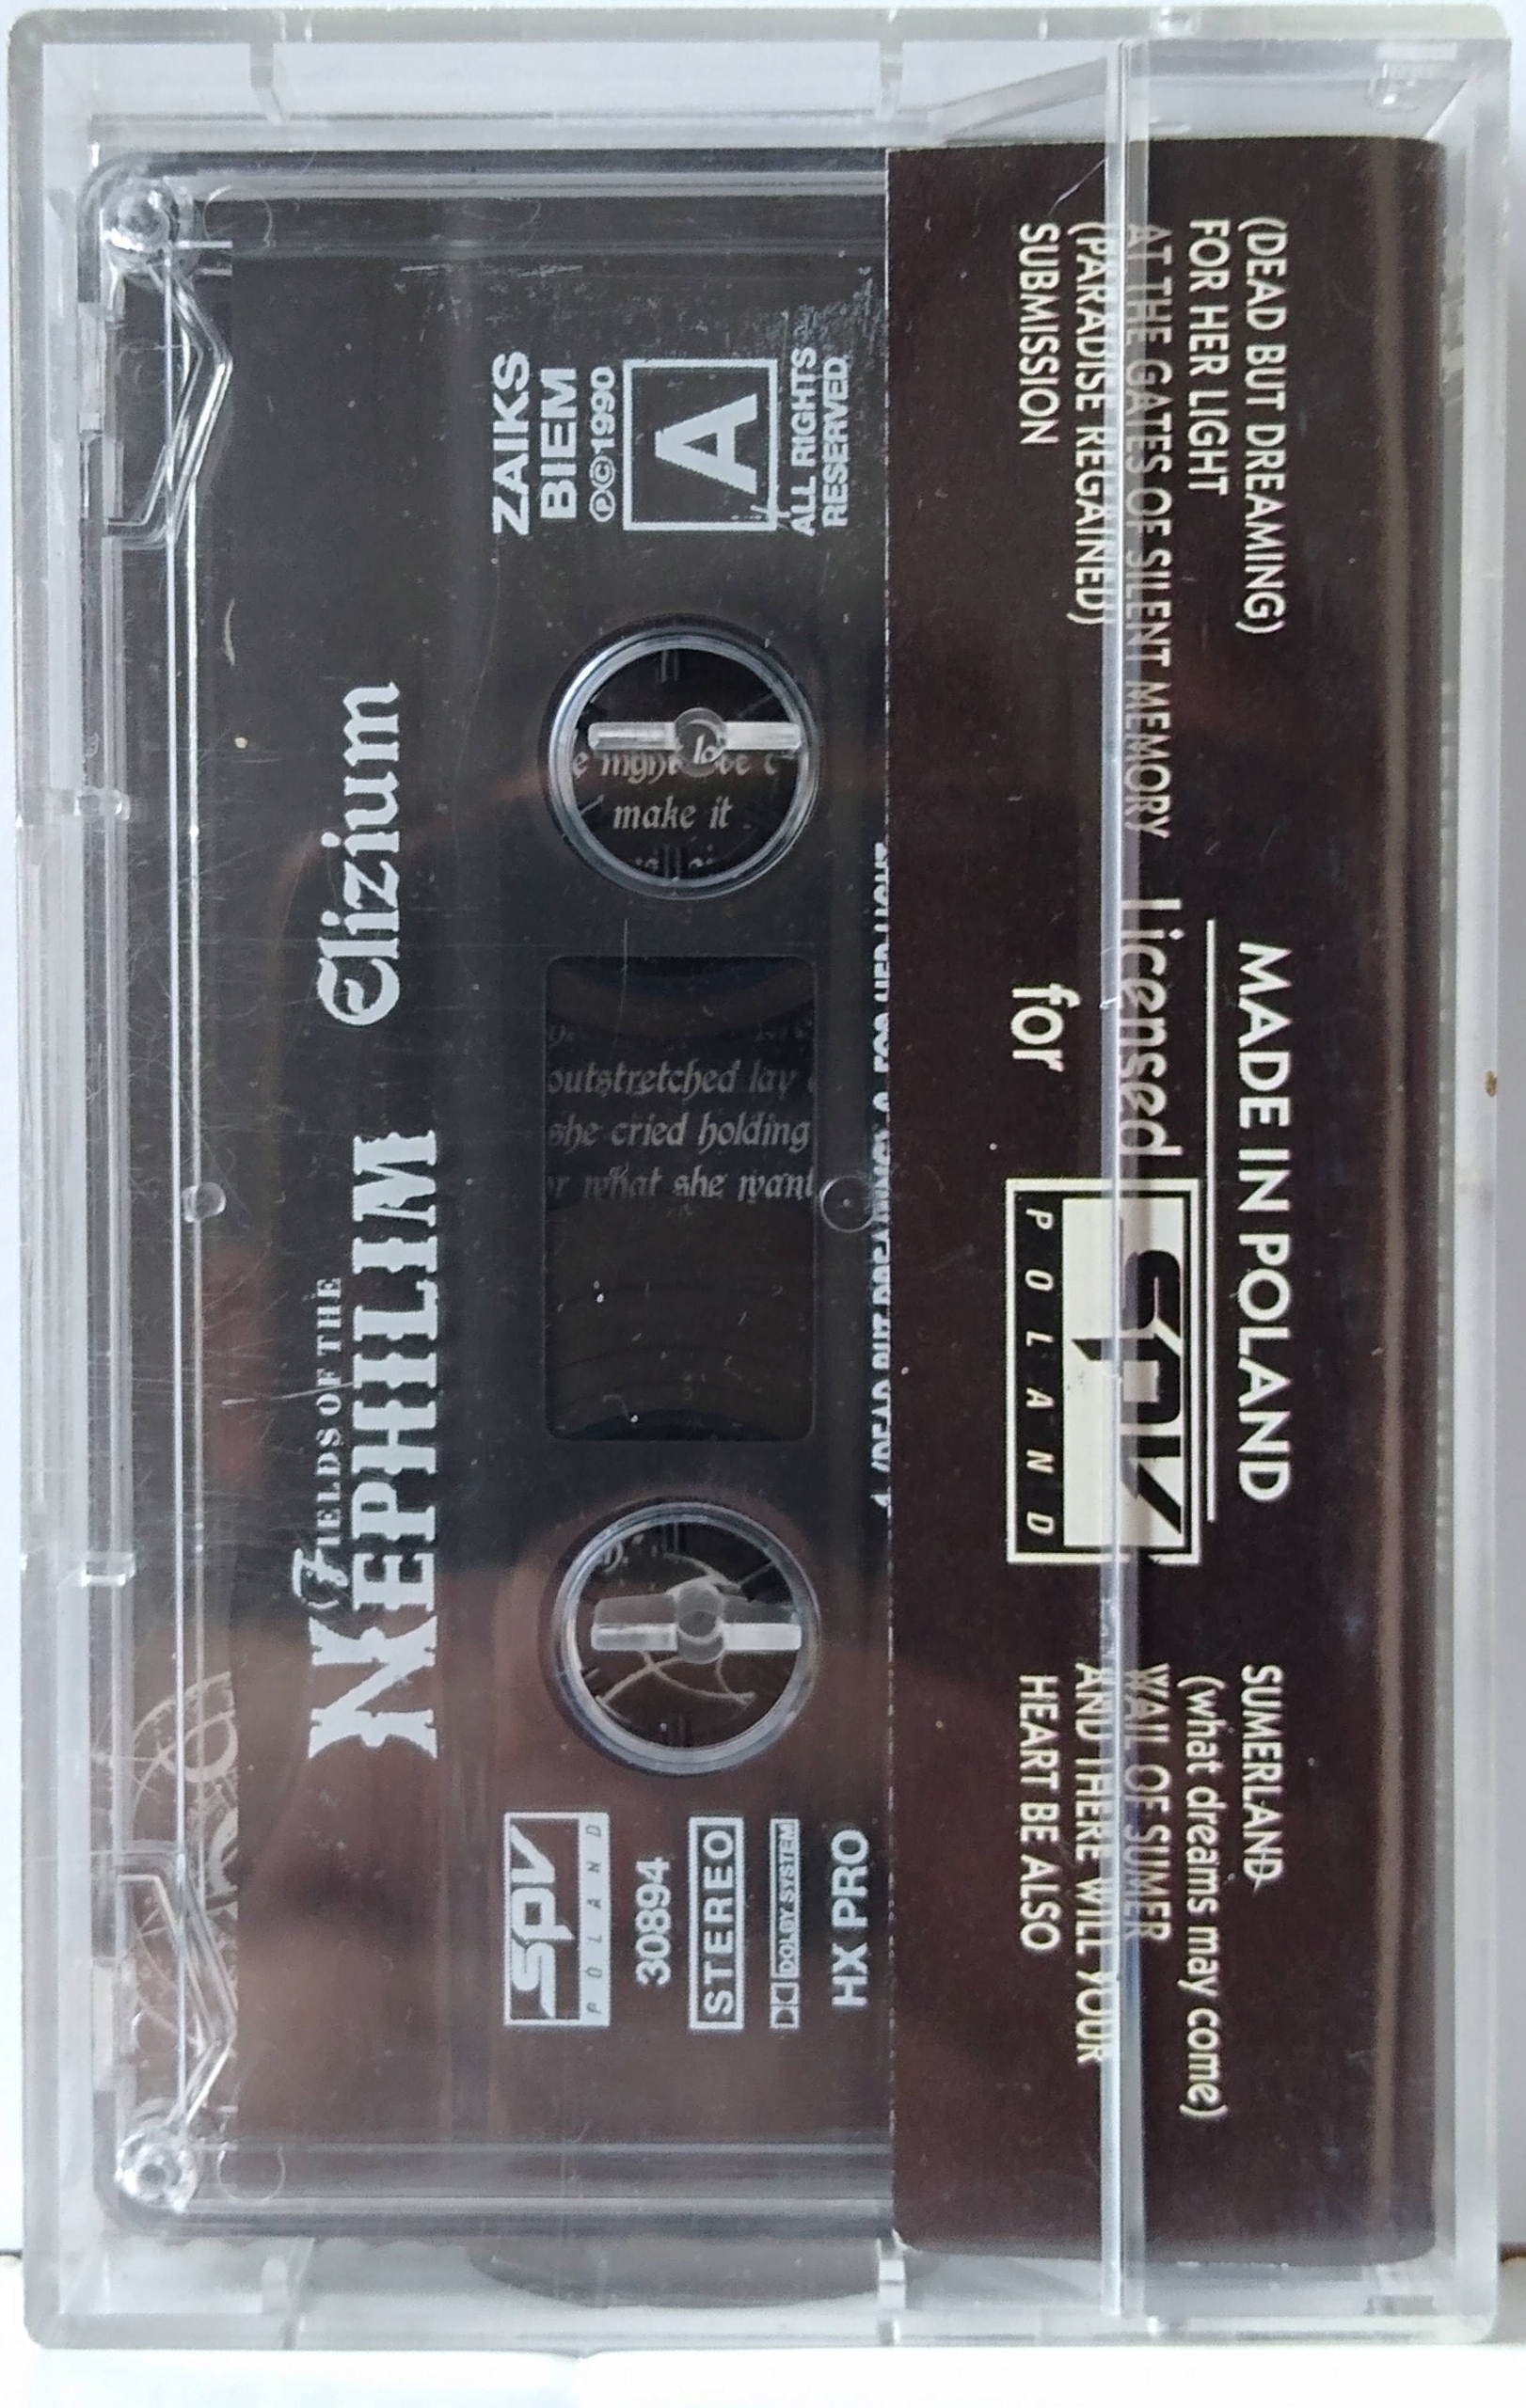 (DEAD BUT DREAMING)
FOR HER LIGHT
AT THE GATES OF SILENT MEMORY
(PARADISE REGAINED)
SUBMISSION
MADE IN POLAND
Licensed
for
SPV
POLAND
SUMERLAND
(what dreams may come)
WAIL OF SUMER
AND THERE WILL YOUR
HEART BE ALSO
FIELDS OF THE
NEPHILIM
Elizium
ZAIKS
BIEM
℗©1990
A
ALL RIGHTS
RESERVED
make it
outstretched lay
she cried holding
what she want
SPV
POLAND
30894
STEREO
DOLBY SYSTEM
HX PRO